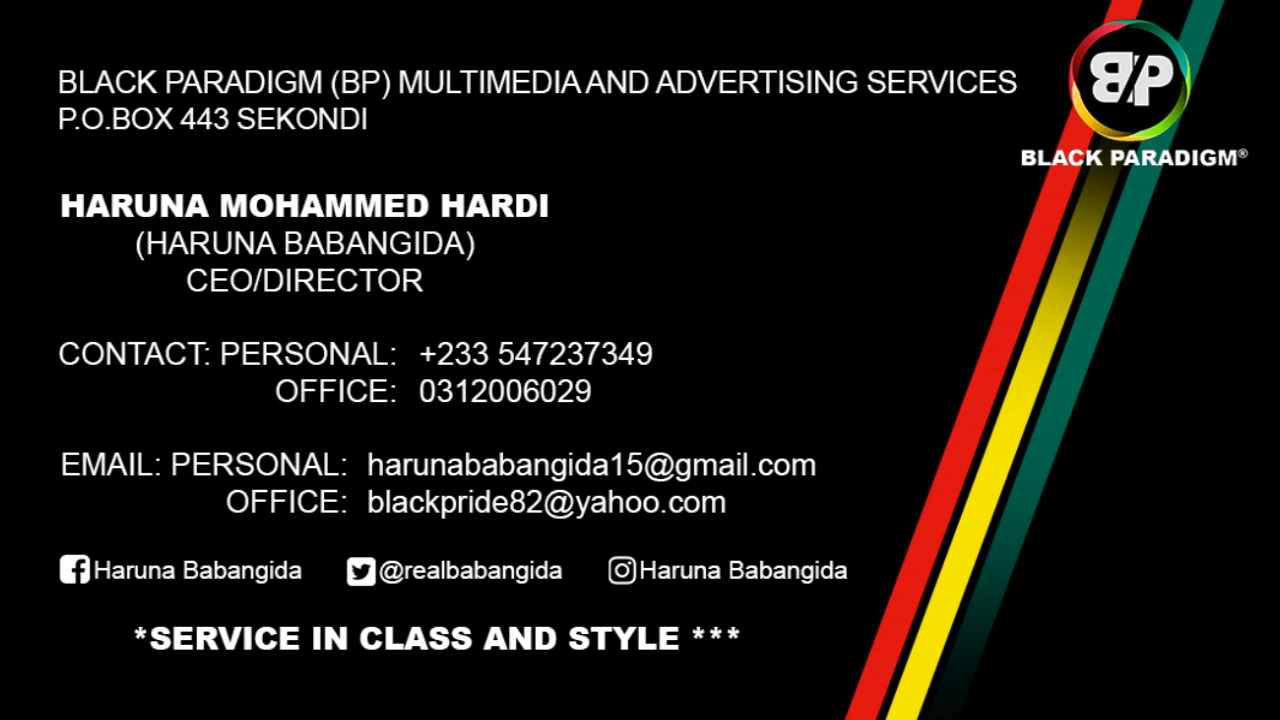 BLACK PARADIGM (BP) MULTIMEDIA AND ADVERTISING SERVICES
P.O.BOX 443 SEKONDI
BP
BLACK PARADIGM®
HARUNA MOHAMMED HARDI
(HARUNA BABANGIDA)
CEO/DIRECTOR
CONTACT: PERSONAL: +233 547237349
OFFICE: 0312006029
EMAIL: PERSONAL: harunababangida15@gmail.com
OFFICE: blackpride82@yahoo.com
Haruna Babangida @realbabangida Haruna Babangida
*SERVICE IN CLASS AND STYLE ***